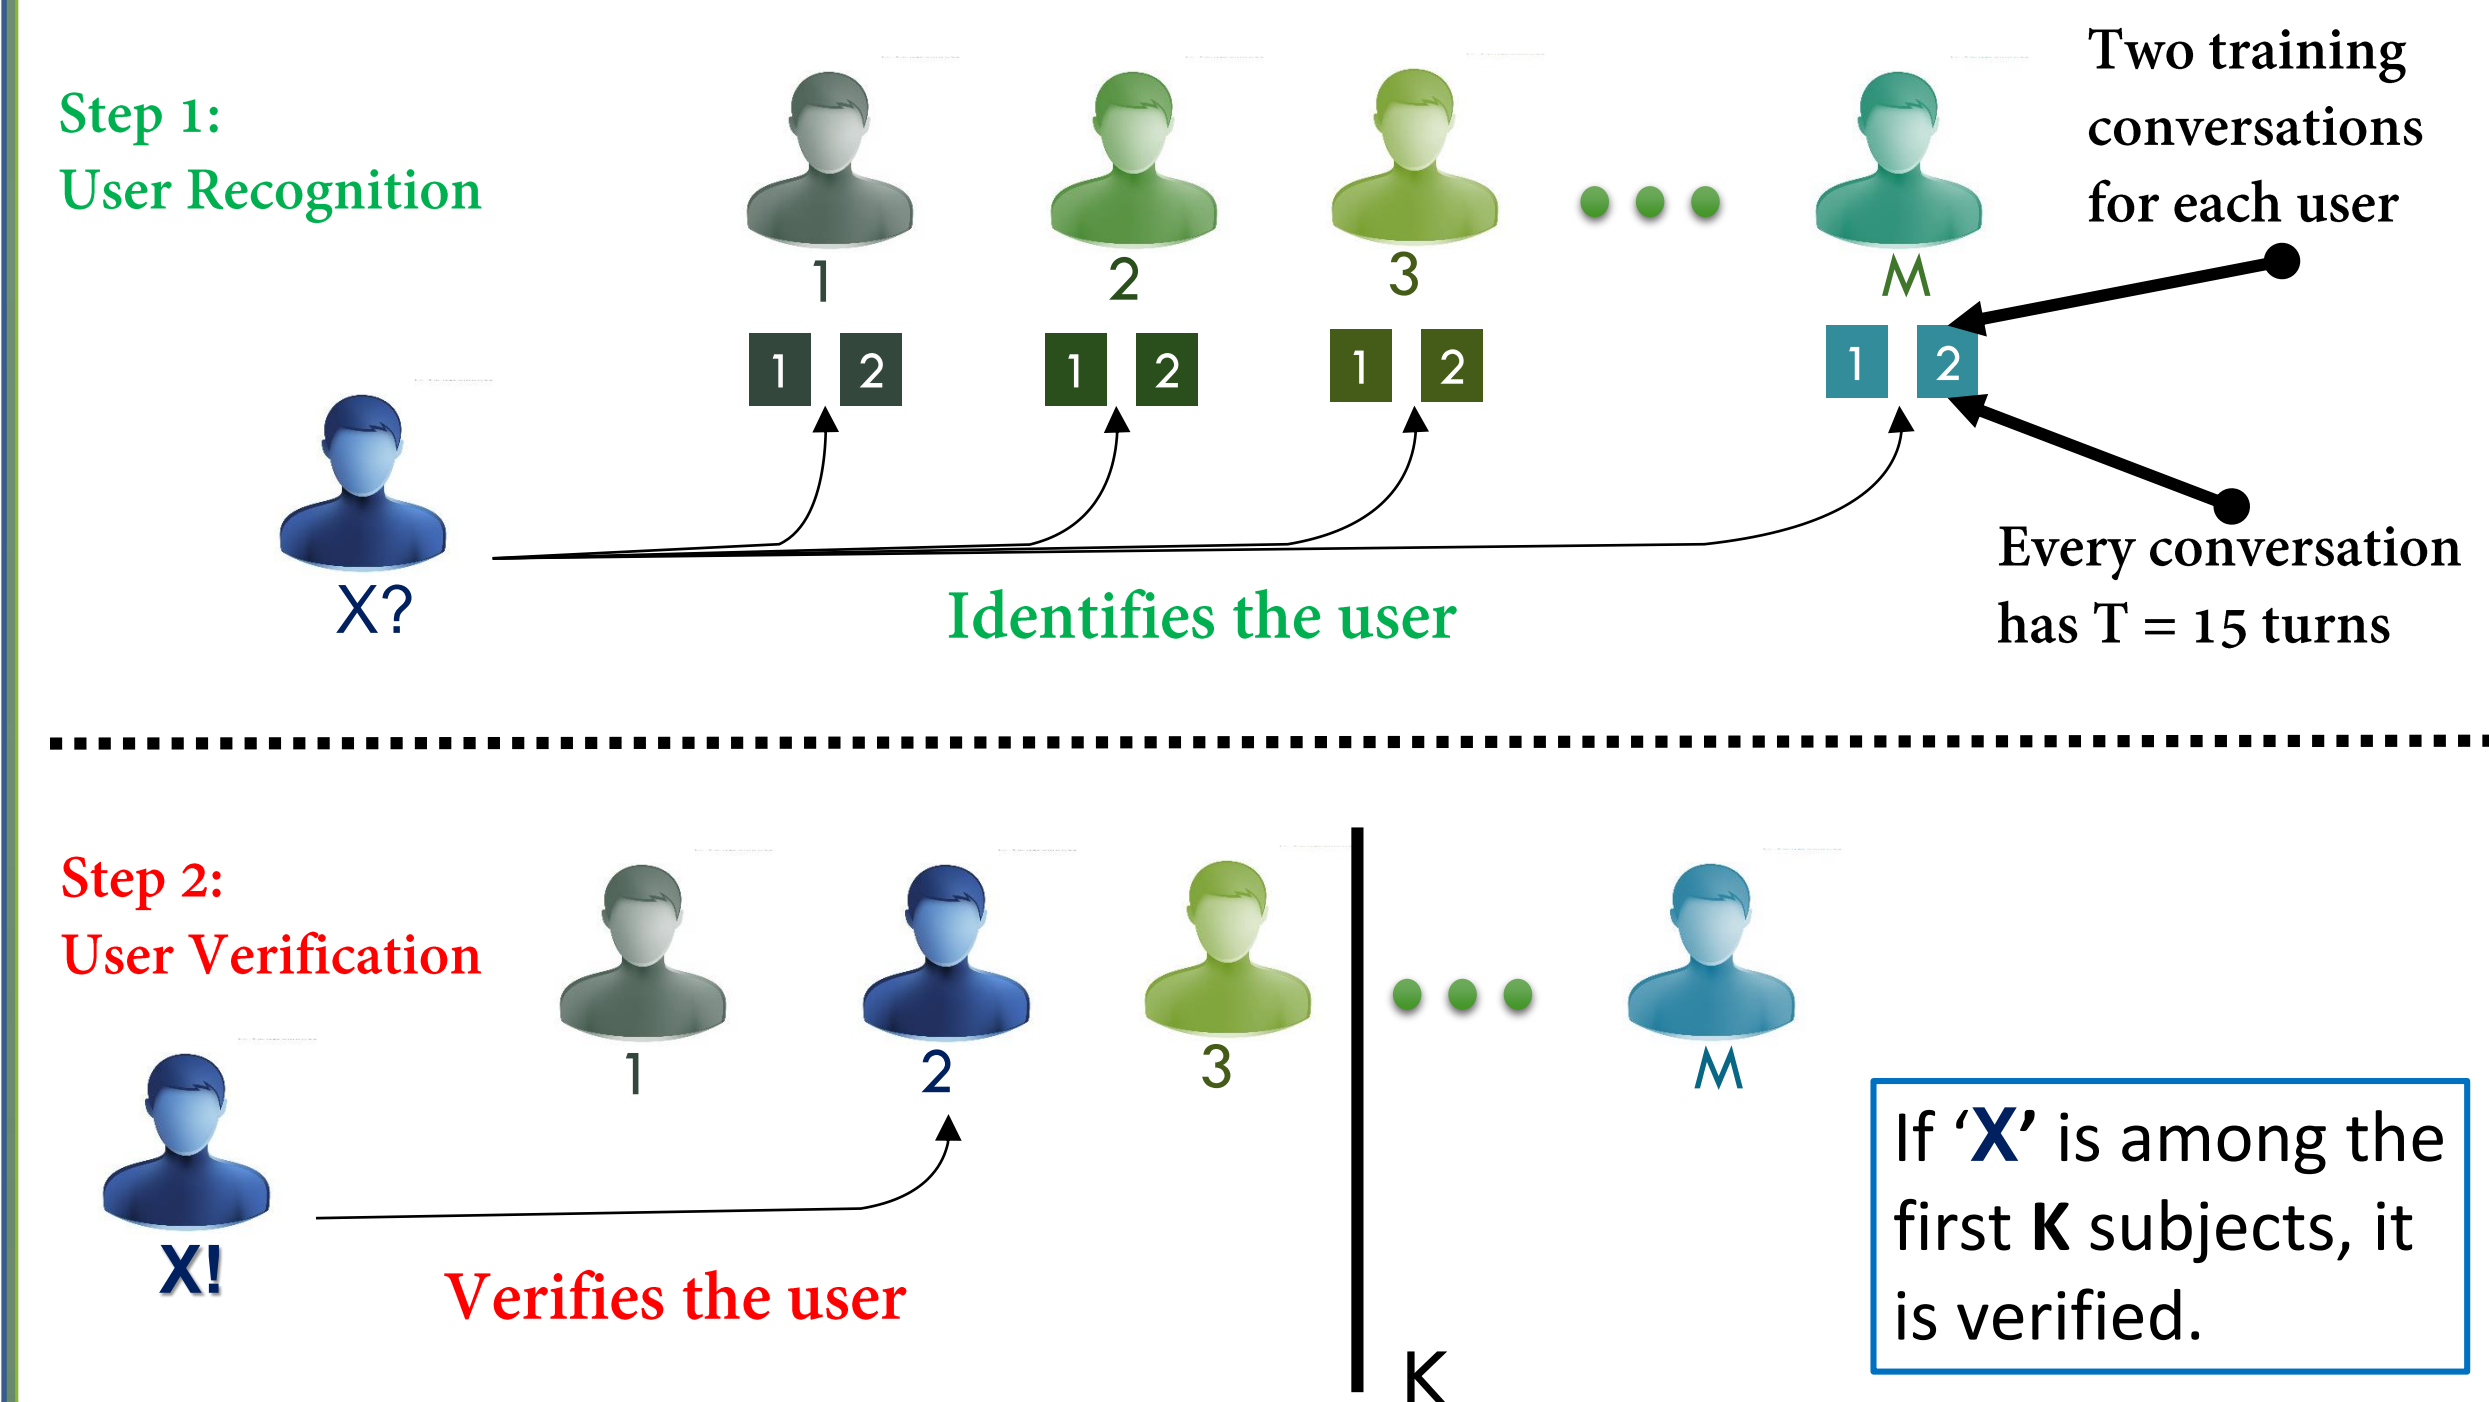 Two training
conversations
for each user
Step 1:
User Recognition
1
2
3
M
1 2
1 2
1 2
1 2
X?
Identifies the user
Every conversation
has T = 15 turns
Step 2:
User Verification
1
2
3
M
X!
Verifies the user
K
If ‘X’ is among the
first K subjects, it
is verified.